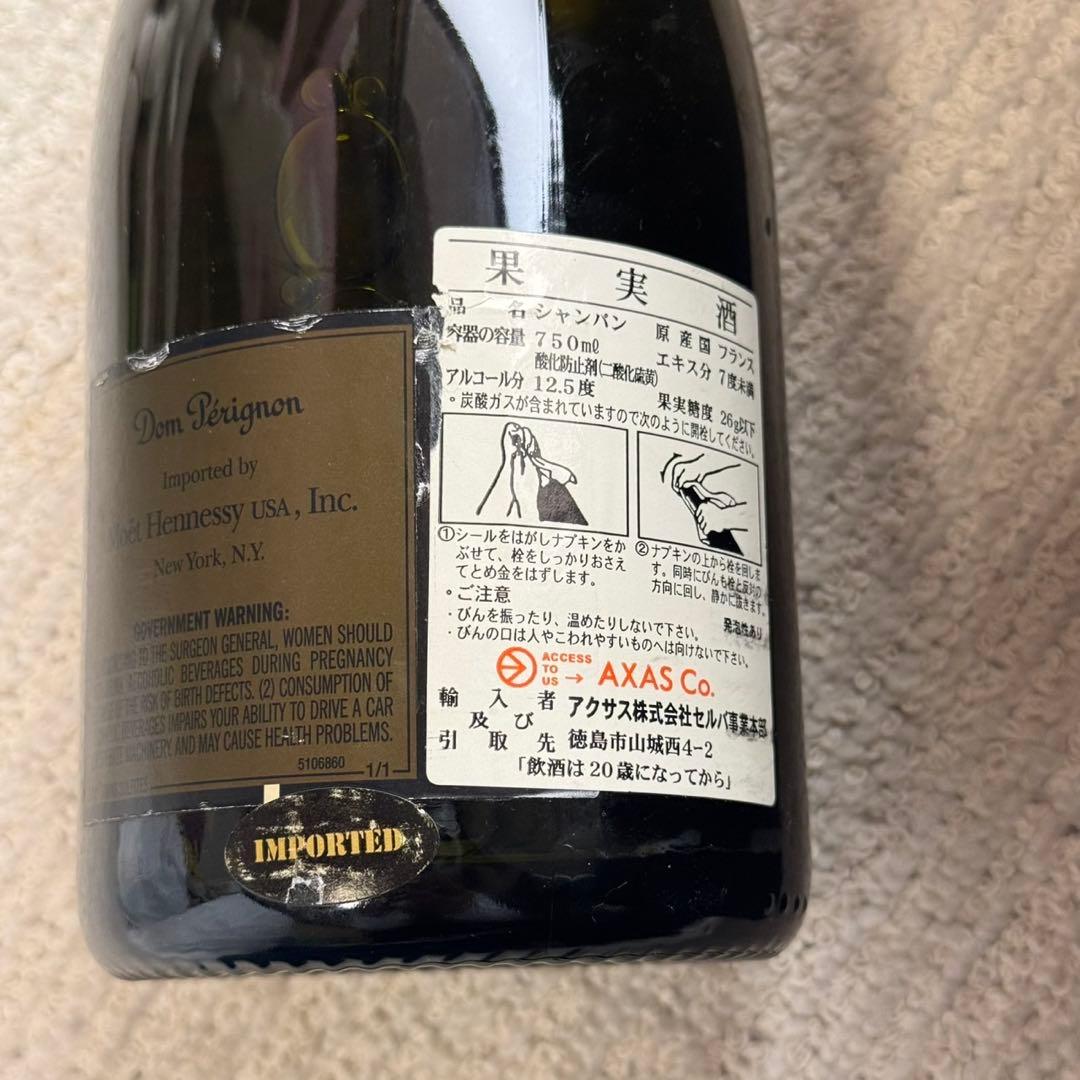 Dom Pérignon
Imported by
Moët Hennessy USA, Inc.
New York, N.Y.
GOVERNMENT WARNING:
TO THE SURGEON GENERAL, WOMEN SHOULD
ALCOHOLIC BEVERAGES DURING PREGNANCY
OF THE RISK OF BIRTH DEFECTS. (2) CONSUMPTION OF
BEVERAGES IMPAIRS YOUR ABILITY TO DRIVE A CAR
MACHINERY AND MAY CAUSE HEALTH PROBLEMS.
5106860
1/1
IMPORTED
果実酒
品名 シャンパン 原産国 フランス
容器の容量 750ml エキス分 7度未満
酸化防止剤(二酸化硫黄)
アルコール分 12.5度 果実糖度 26g以下
。炭酸ガスが含まれていますので次のように開栓してください。
①シールをはがしナプキンをか
ぶせて、栓をしっかりおさえ
てとめ金をはずします。
②ナプキンの上から栓を回しま
す。同時にびんも栓と反対の
方向に回し、静かに抜きます。
。ご注意
・びんを振ったり、温めたりしないで下さい。 発泡性あり
・びんの口は人やこわれやすいものへは向けないで下さい。
ACCESS
TO
US → AXAS Co.
輸入者
及び
引取先
アクサス株式会社セルバ事業本部
徳島市山城西4-2
「飲酒は20歳になってから」